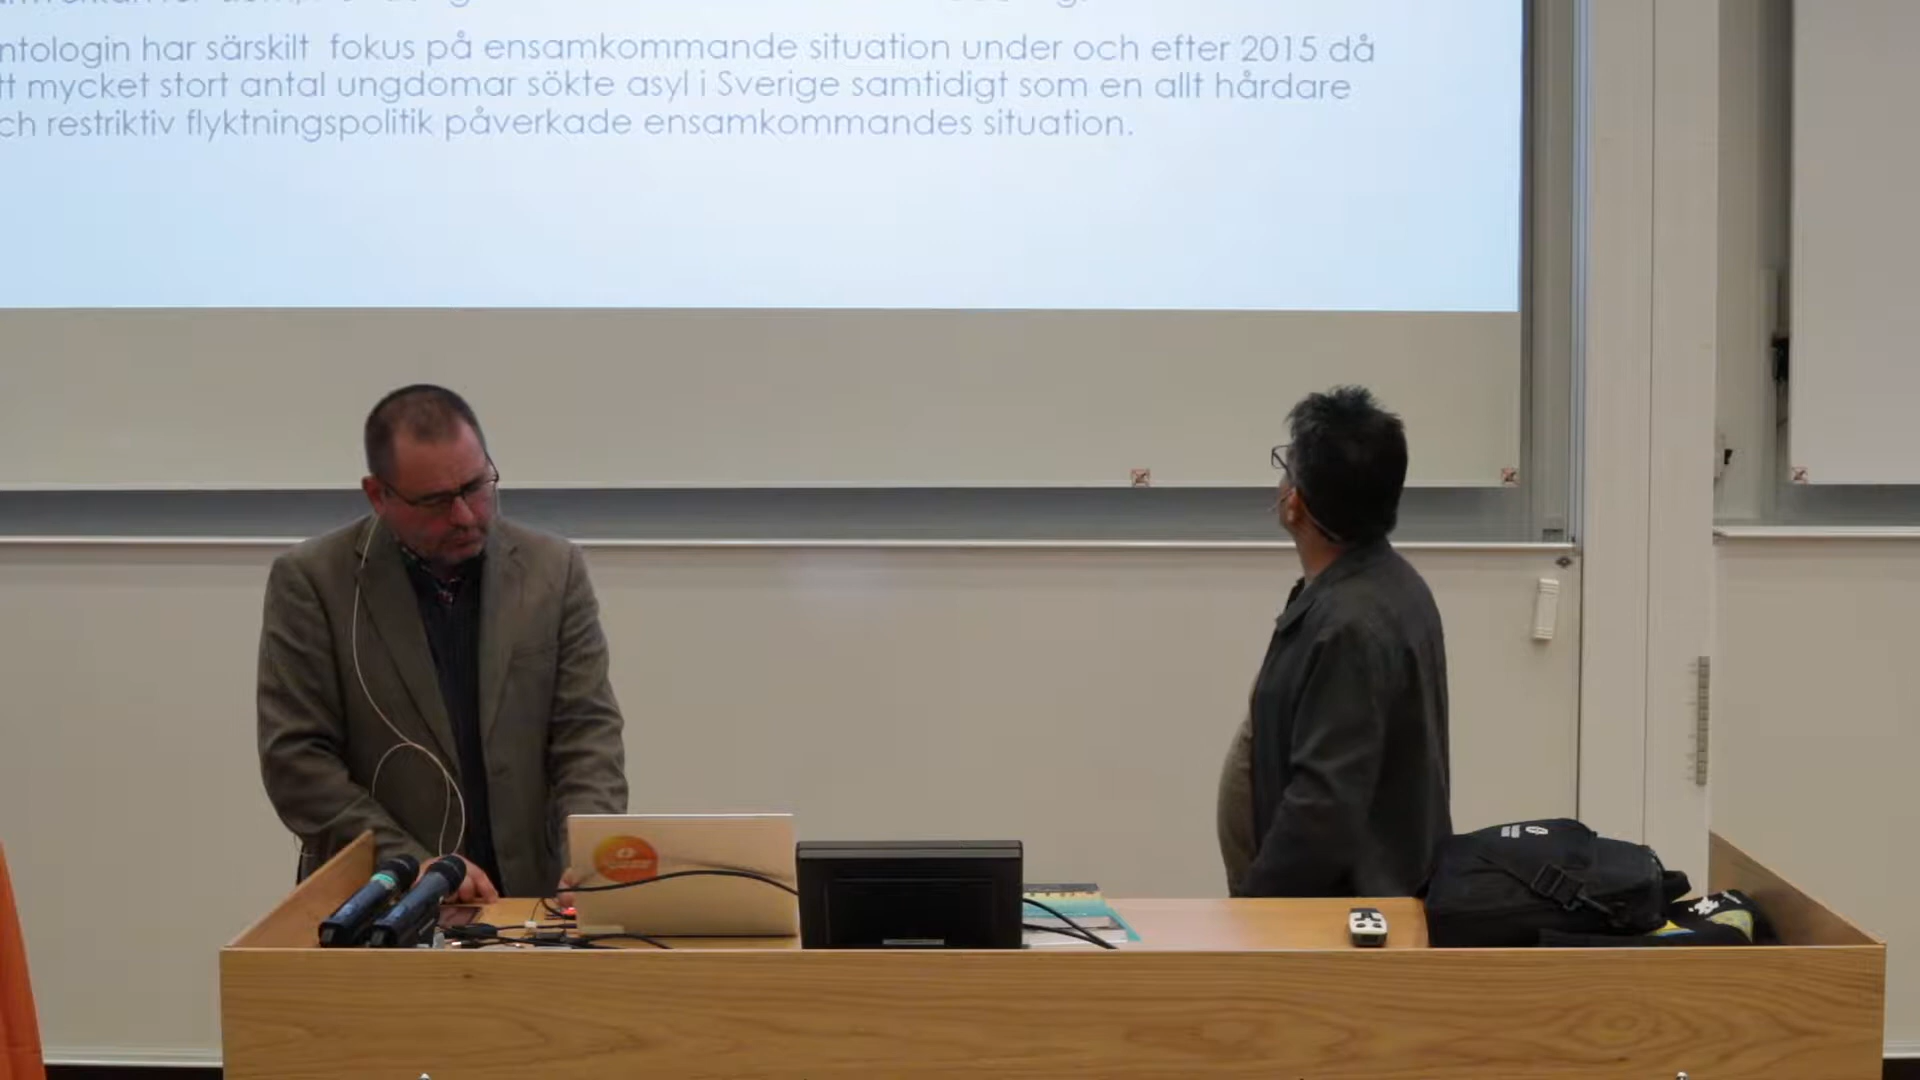 ntologin har särskilt fokus på ensamkommande situation under och efter 2015 då
tt mycket stort antal ungdomar sökte asyl i Sverige samtidigt som en allt hårdare
ch restriktiv flyktningspolitik påverkade ensamkommandes situation.